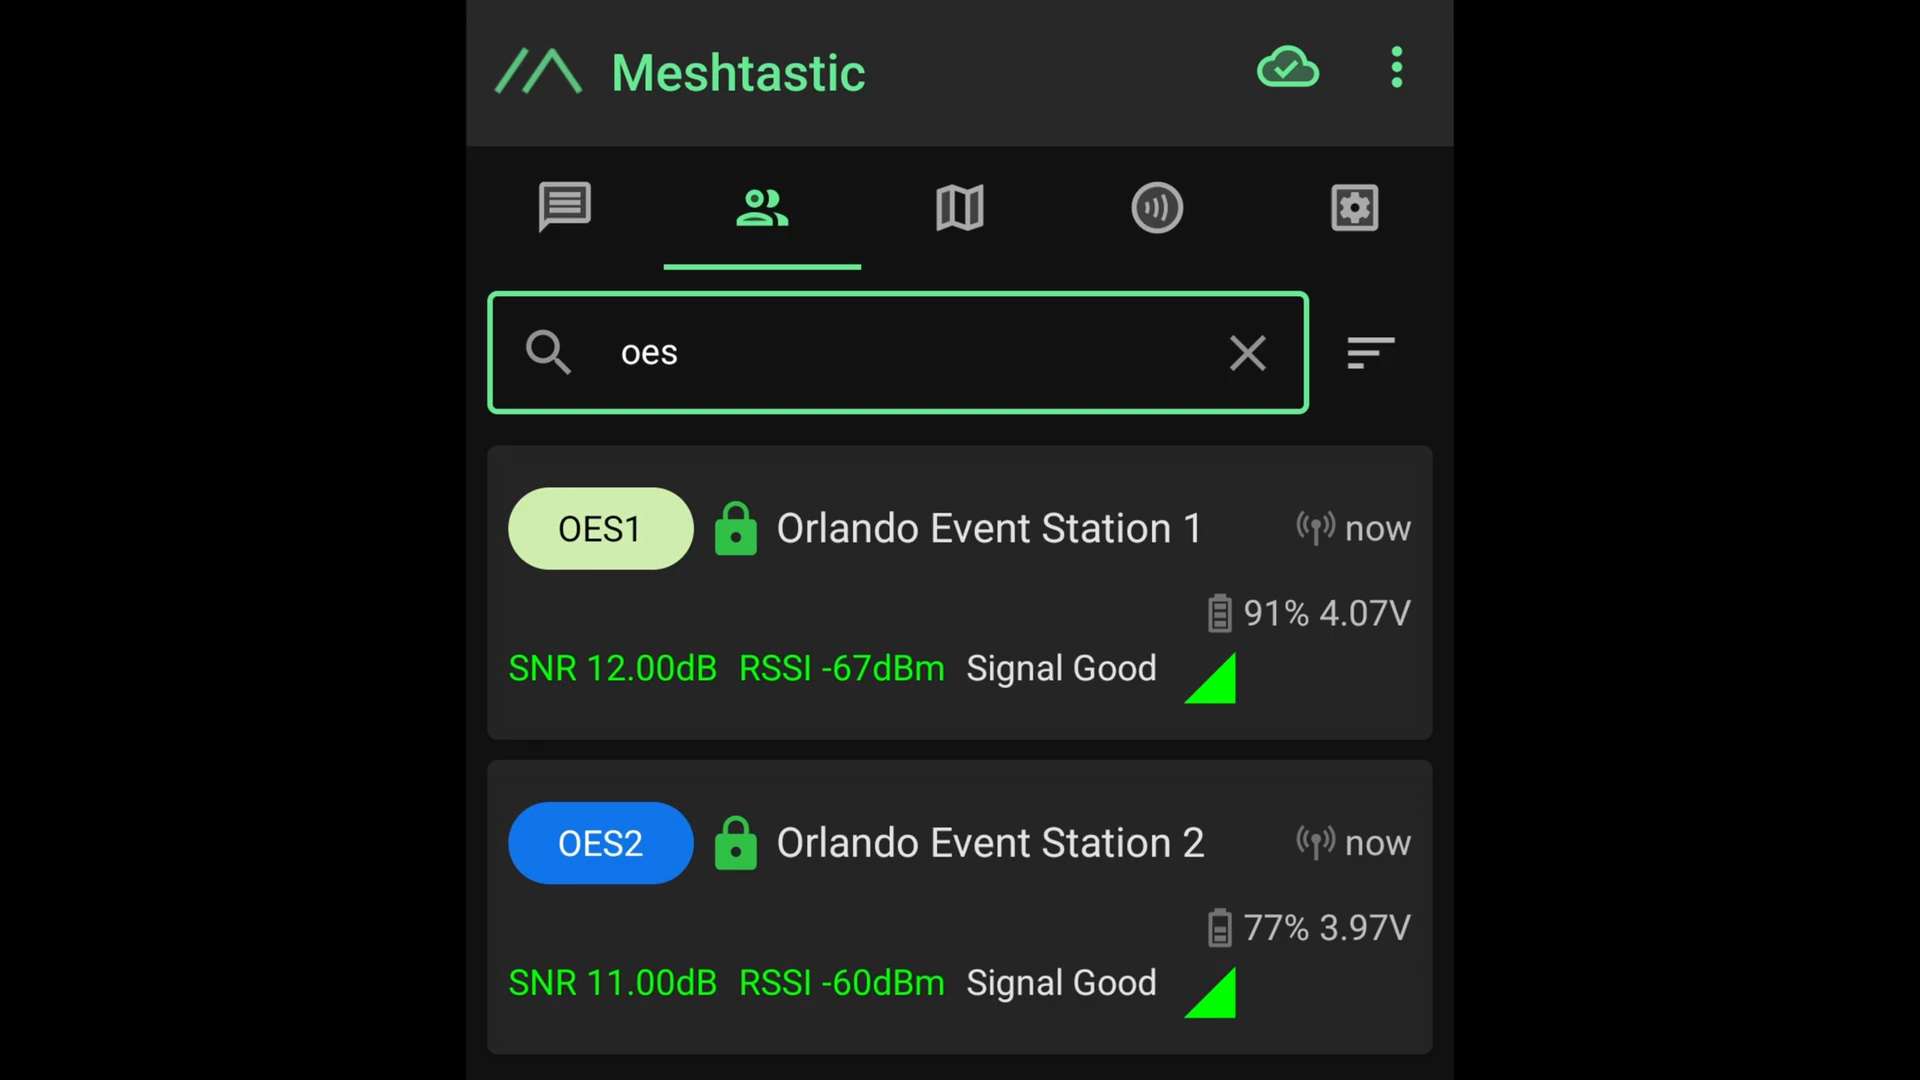 Meshtastic
oes
OES1 Orlando Event Station 1 now
91% 4.07V
SNR 12.00dB RSSI -67dBm Signal Good
OES2 Orlando Event Station 2 now
77% 3.97V
SNR 11.00dB RSSI -60dBm Signal Good